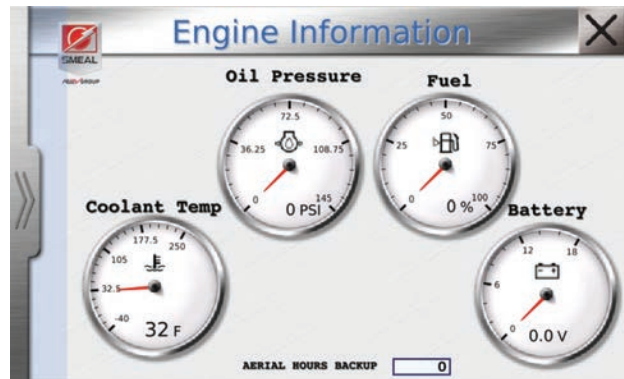 Engine Information
SMEAL
Oil Pressure
Fuel
72.5
36.25
108.75
0
145
0 PSI
50
25
75
0
100
0 %
Coolant Temp
Battery
177.5
105
250
32.5
-40
32 F
12
18
6
0
0.0 V
AERIAL HOURS BACKUP
0